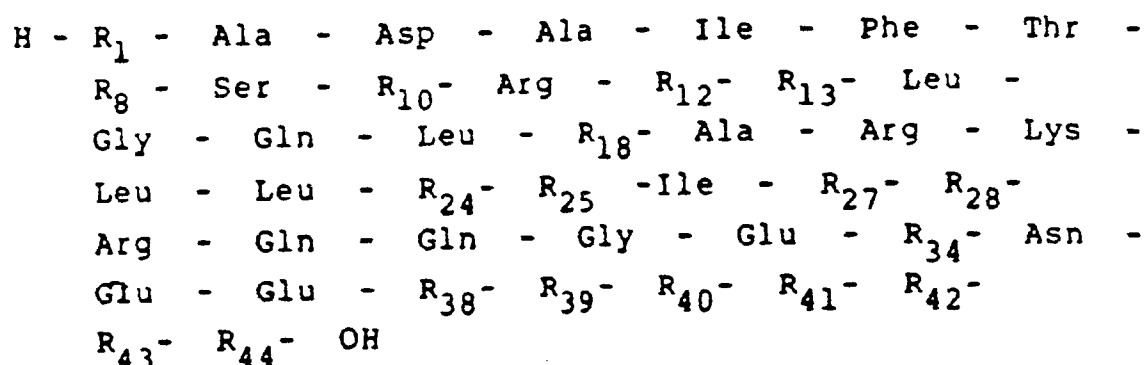 H - R1 - Ala - Asp - Ala - Ile - Phe - Thr -
R8 - Ser - R10- Arg - R12- R13- Leu -
Gly - Gln - Leu - R18- Ala - Arg - Lys -
Leu - Leu - R24- R25 -Ile - R27- R28-
Arg - Gln - Gln - Gly - Glu - R34- Asn -
Glu - Glu - R38- R39- R40- R41- R42-
R43- R44- OH